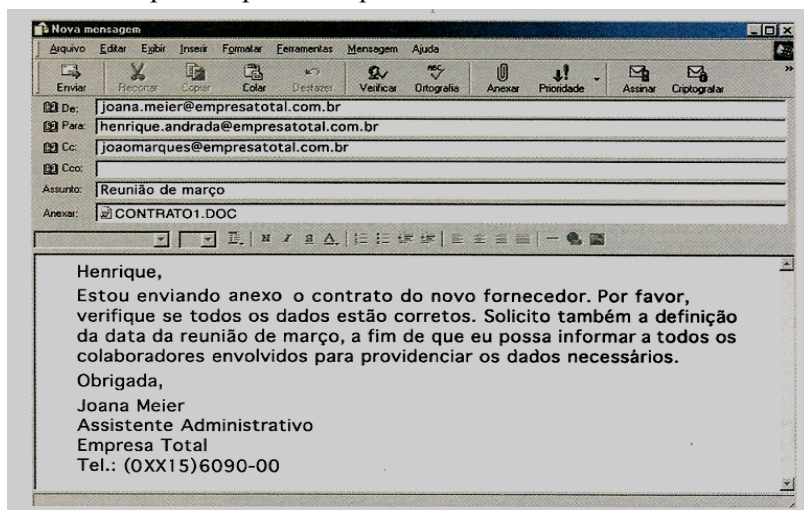 Nova mensagem
Arquivo Editar Exibir Inserir Formatar Ferramentas Mensagem Ajuda
Enviar Recortar Copiar Colar Desfazer Verificar Ortografia Anexar Prioridade Assinar Criptografar
De: joana.meier@empresatotal.com.br
Para: henrique.andrada@empresatotal.com.br
Cc: joaomarques@empresatotal.com.br
Cco:
Assunto: Reunião de março
Anexar: CONTRATO1.DOC
Henrique,
Estou enviando anexo o contrato do novo fornecedor. Por favor,
verifique se todos os dados estão corretos. Solicito também a definição
da data da reunião de março, a fim de que eu possa informar a todos os
colaboradores envolvidos para providenciar os dados necessários.
Obrigada,
Joana Meier
Assistente Administrativo
Empresa Total
Tel.: (0XX15)6090-00